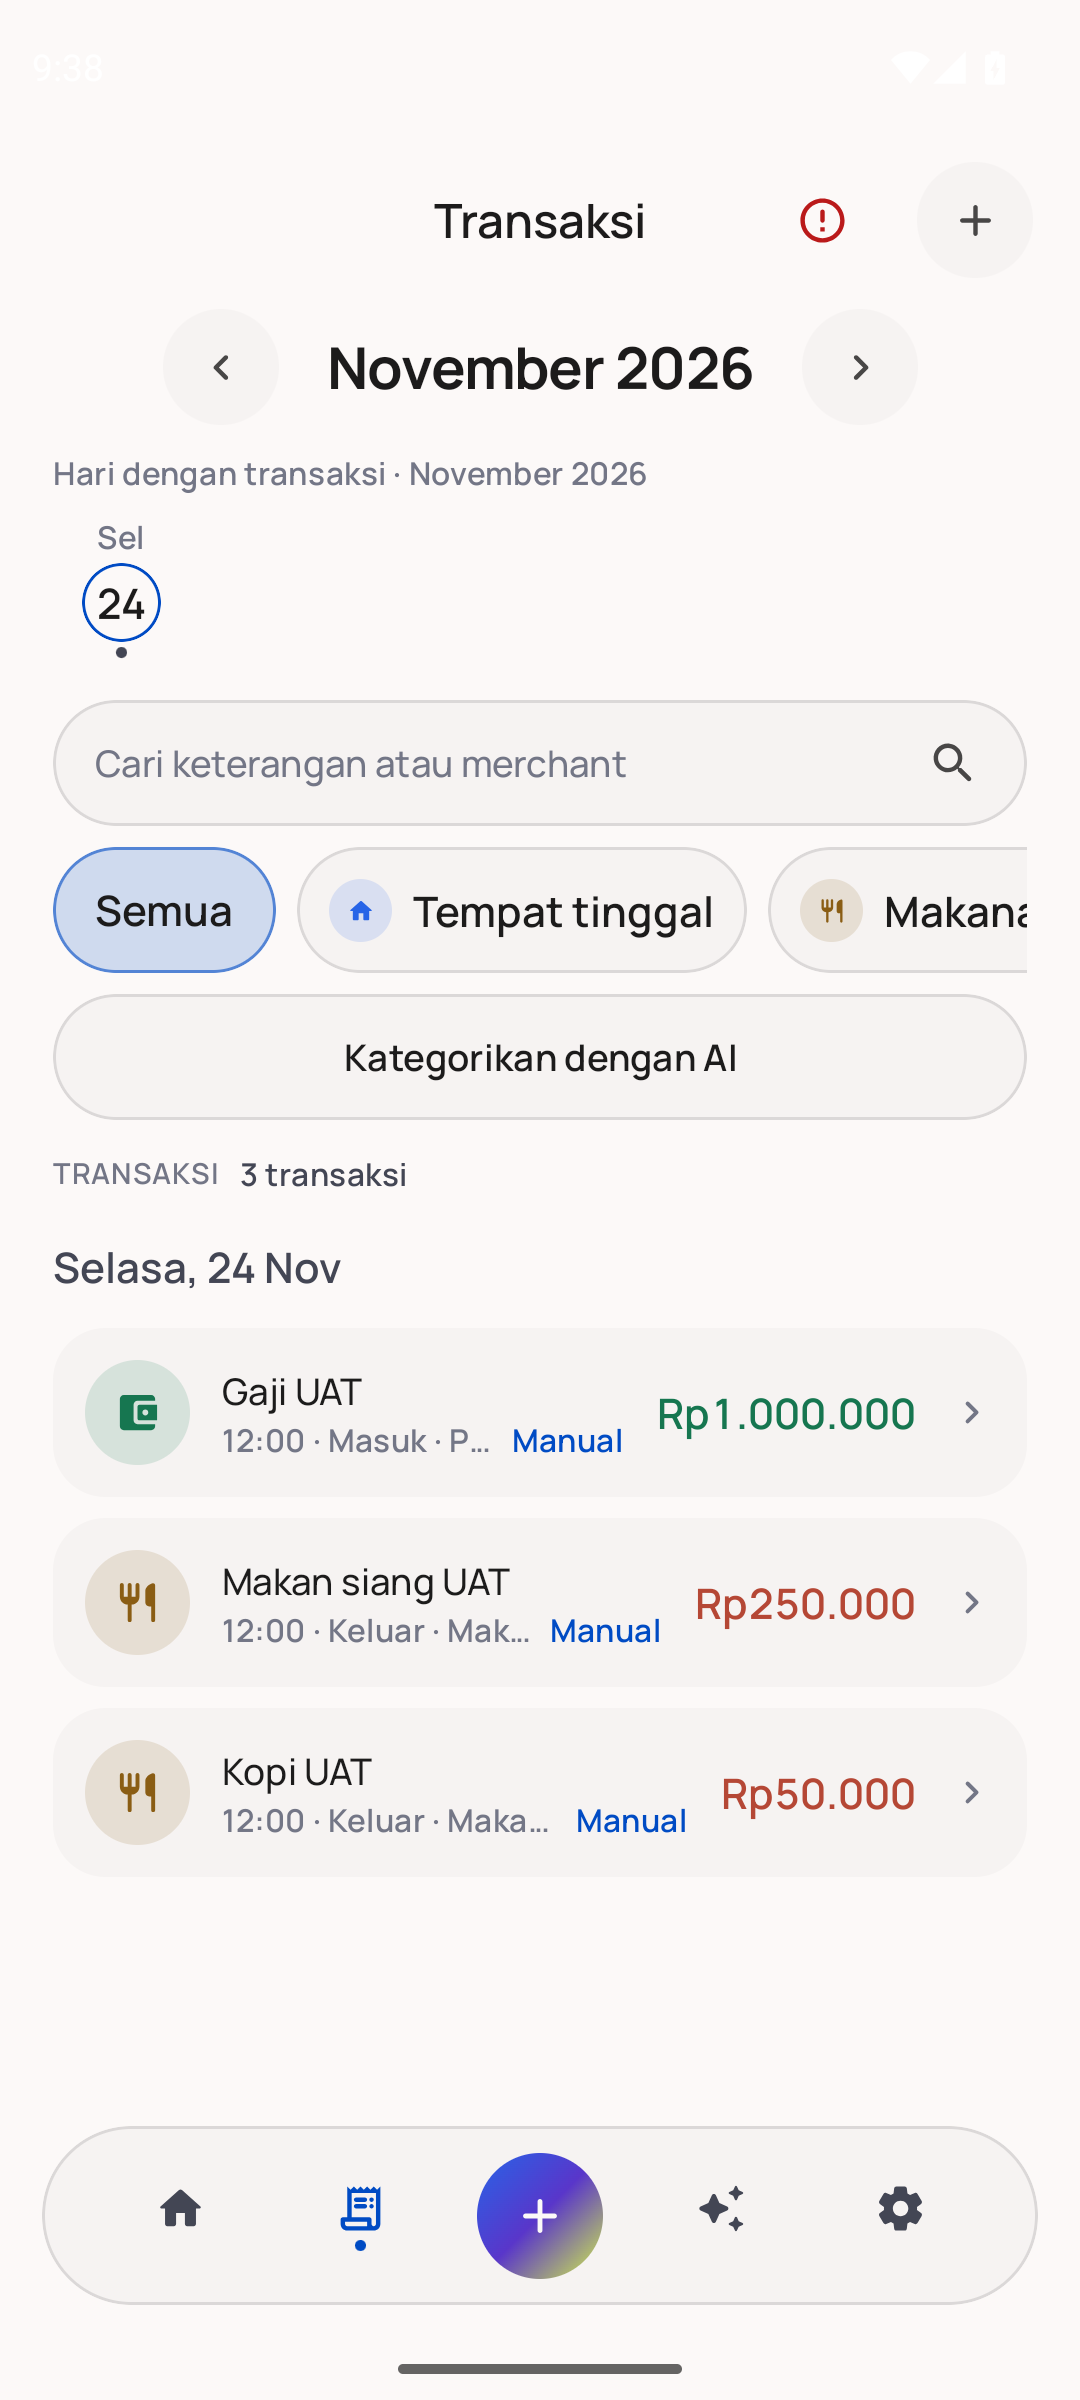 9:38
Transaksi
November 2026
Hari dengan transaksi · November 2026
Sel
24
Cari keterangan atau merchant
Semua
Tempat tinggal
Makana
Kategorikan dengan AI
TRANSAKSI 3 transaksi
Selasa, 24 Nov
Gaji UAT
12:00 · Masuk · P... Manual
Rp1.000.000
Makan siang UAT
12:00 · Keluar · Mak... Manual
Rp250.000
Kopi UAT
12:00 · Keluar · Maka... Manual
Rp50.000